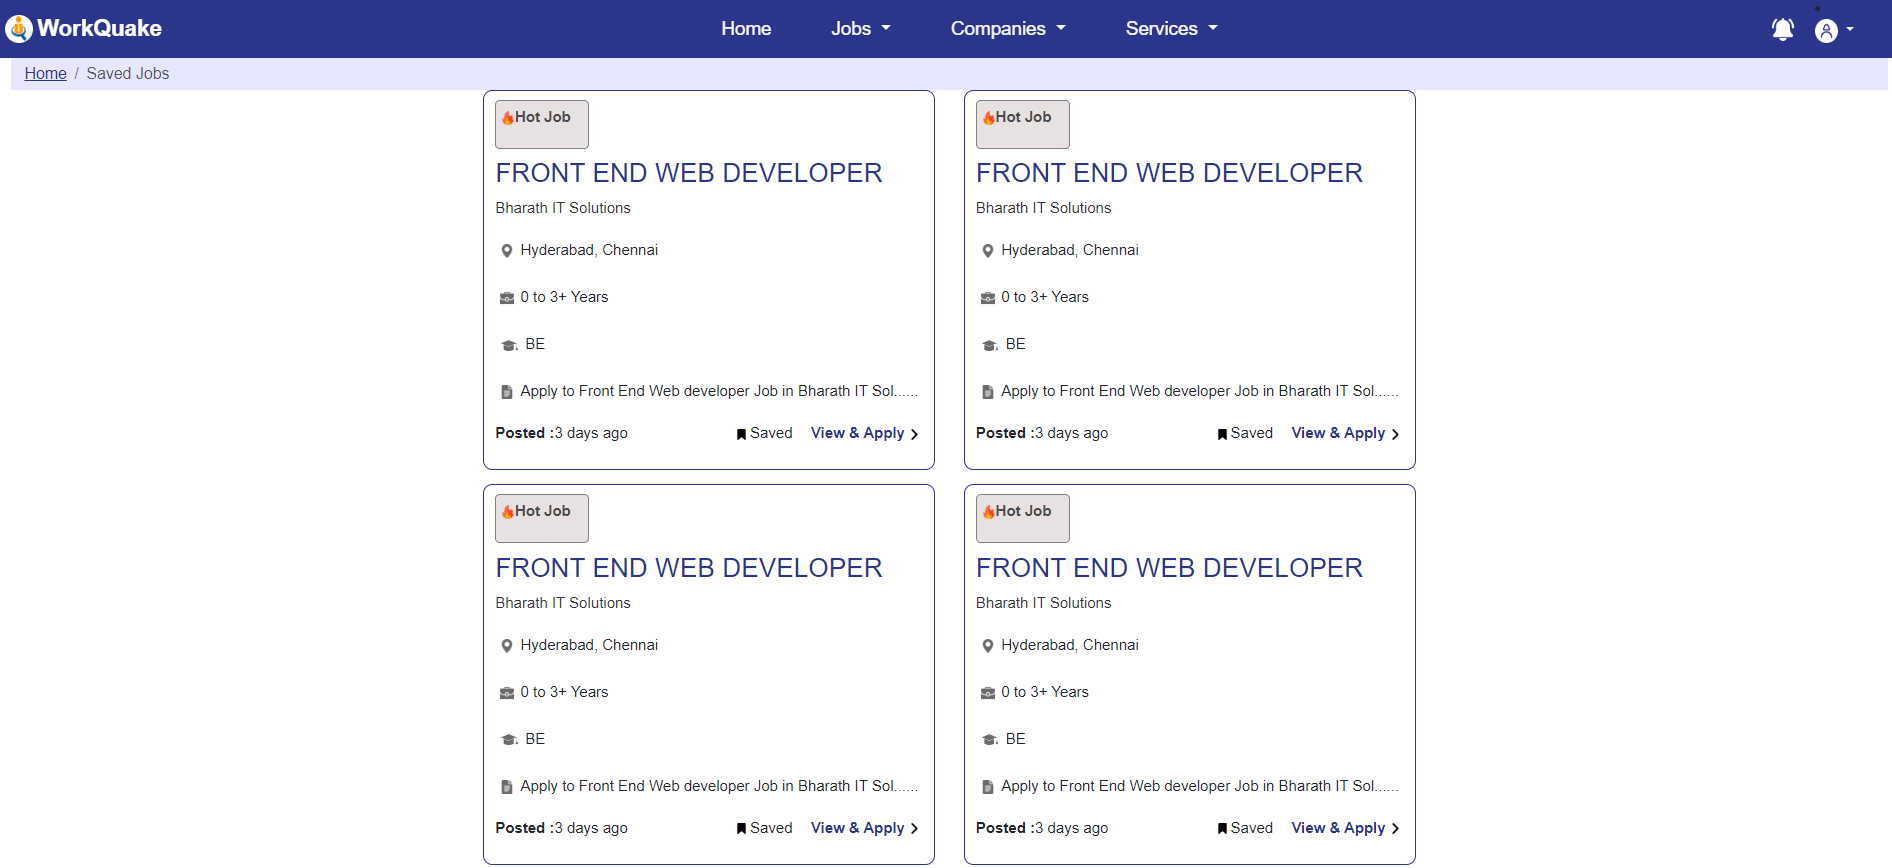 WorkQuake Home Jobs Companies Services
Home / Saved Jobs
Hot Job
FRONT END WEB DEVELOPER
Bharath IT Solutions
Hyderabad, Chennai
0 to 3+ Years
BE
Apply to Front End Web developer Job in Bharath IT Sol......
Posted :3 days ago Saved View & Apply
Hot Job
FRONT END WEB DEVELOPER
Bharath IT Solutions
Hyderabad, Chennai
0 to 3+ Years
BE
Apply to Front End Web developer Job in Bharath IT Sol......
Posted :3 days ago Saved View & Apply
Hot Job
FRONT END WEB DEVELOPER
Bharath IT Solutions
Hyderabad, Chennai
0 to 3+ Years
BE
Apply to Front End Web developer Job in Bharath IT Sol......
Posted :3 days ago Saved View & Apply
Hot Job
FRONT END WEB DEVELOPER
Bharath IT Solutions
Hyderabad, Chennai
0 to 3+ Years
BE
Apply to Front End Web developer Job in Bharath IT Sol......
Posted :3 days ago Saved View & Apply